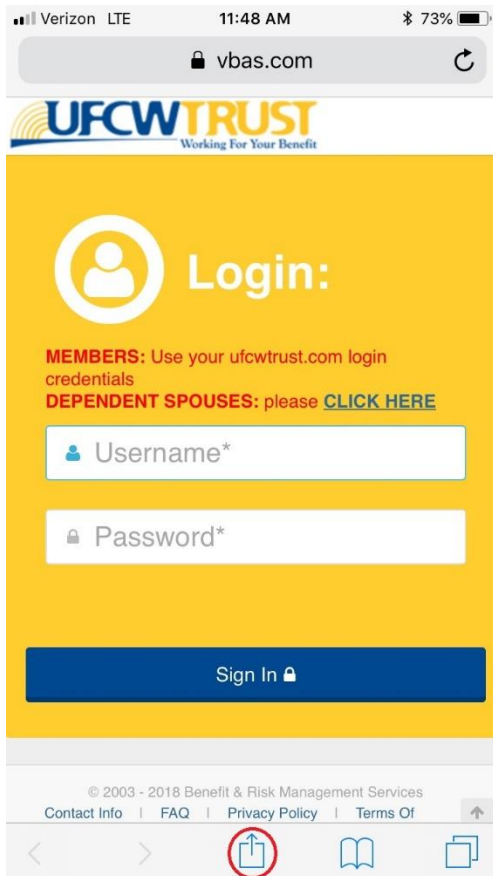 Verizon LTE 11:48 AM 73%
vbas.com
UFCWTRUST
Working For Your Benefit
Login:
MEMBERS: Use your ufcwtrust.com login
credentials
DEPENDENT SPOUSES: please CLICK HERE
Username*
Password*
Sign In
© 2003 - 2018 Benefit & Risk Management Services
Contact Info | FAQ | Privacy Policy | Terms Of